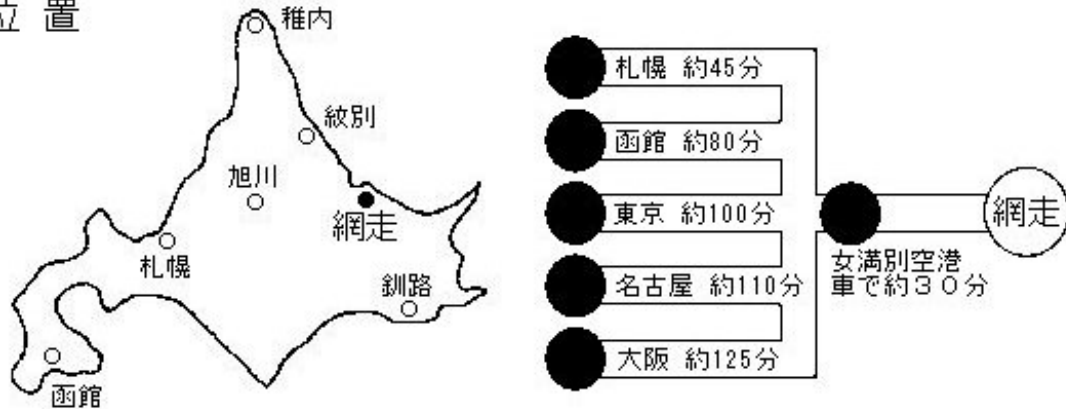 位置
稚内
紋別
旭川
網走
札幌
釧路
函館
札幌 約45分
函館 約80分
東京 約100分
名古屋 約110分
大阪 約125分
女満別空港
車で約３０分
網走